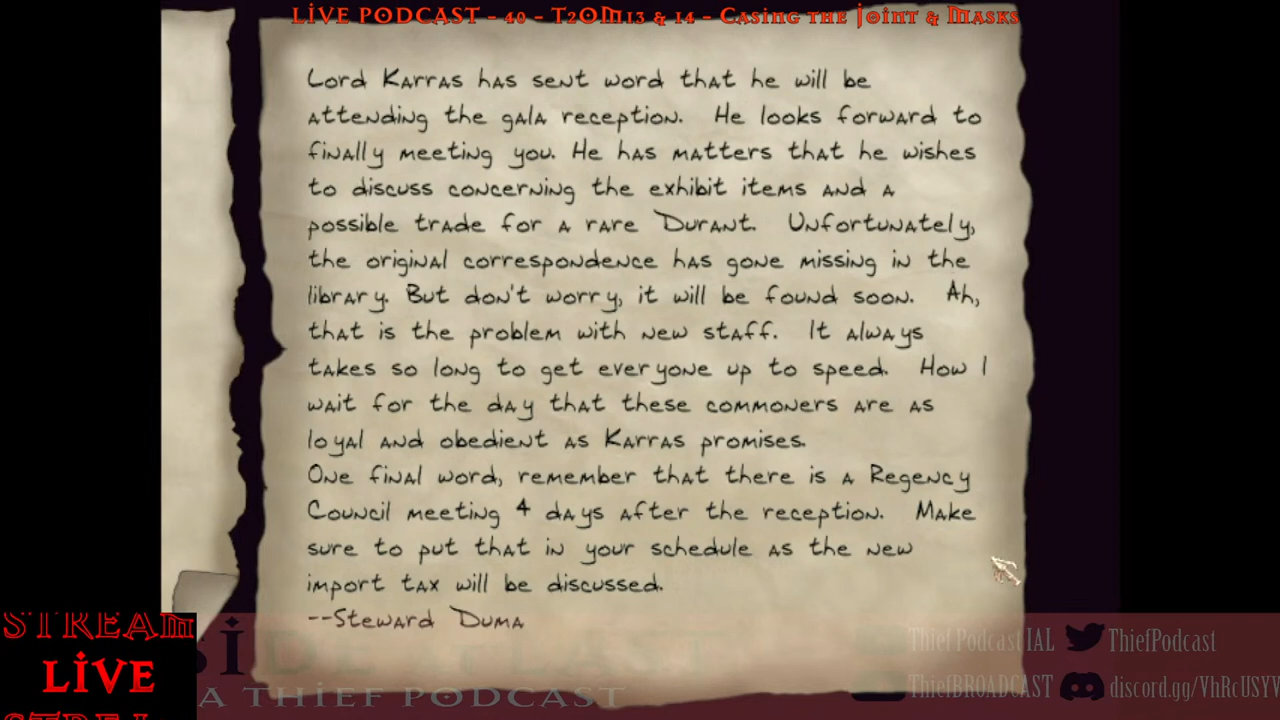 LIVE PODCAST - 40 - T2OM13 & 14 - Casing the Joint & Masks
Lord Karras has sent word that he will be
attending the gala reception. He looks forward to
finally meeting you. He has matters that he wishes
to discuss concerning the exhibit items and a
possible trade for a rare Durant. Unfortunately,
the original correspondence has gone missing in the
library. But don't worry, it will be found soon. Ah,
that is the problem with new staff. It always
takes so long to get everyone up to speed. How I
wait for the day that these commoners are as
loyal and obedient as Karras promises.
One final word, remember that there is a Regency
Council meeting 4 days after the reception. Make
sure to put that in your schedule as the new
import tax will be discussed.
--Steward Duma
STREAM
LIVE
A THIEF PODCAST
Thief Podcast IAL
ThiefPodcast
ThiefBROADCAST
discord.gg/VhRcUSYV